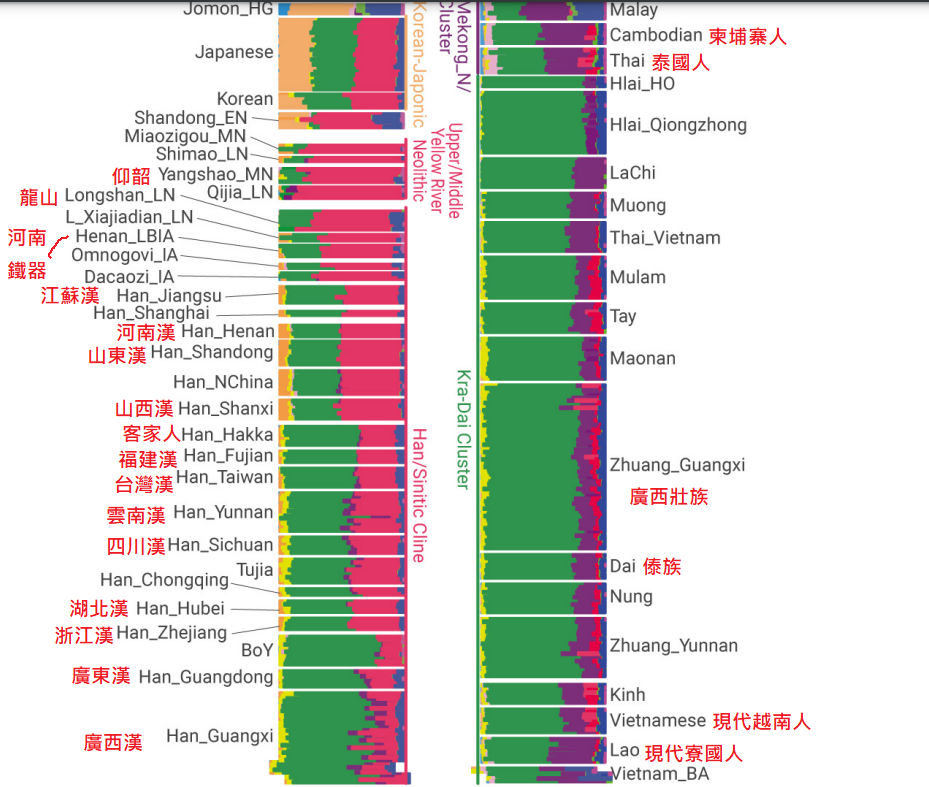 Jomon_HG
Japanese
Korean
Shandong_EN
Miaozigou_MN
Shimao_LN
仰韶 Yangshao_MN
Qijia_LN
龍山 Longshan_LN
L_Xiajiadian_LN
河南 Henan_LBIA
鐵器
Omnogovi_IA
Dacaozi_IA
江蘇漢 Han_Jiangsu
Han_Shanghai
河南漢 Han_Henan
山東漢 Han_Shandong
Han_NChina
山西漢 Han_Shanxi
客家人 Han_Hakka
福建漢 Han_Fujian
台灣漢 Han_Taiwan
雲南漢 Han_Yunnan
四川漢 Han_Sichuan
Tujia
Han_Chongqing
湖北漢 Han_Hubei
浙江漢 Han_Zhejiang
BoY
廣東漢 Han_Guangdong
廣西漢 Han_Guangxi
Korean-Japonic
Upper/Middle
Yellow River
Neolithic
Han/Sinitic Cline
Mekong_N/
Cluster
Kra-Dai Cluster
Malay
Cambodian 柬埔寨人
Thai 泰國人
Hlai_HO
Hlai_Qiongzhong
LaChi
Muong
Thai_Vietnam
Mulam
Tay
Maonan
Zhuang_Guangxi
廣西壯族
Dai 傣族
Nung
Zhuang_Yunnan
Kinh
Vietnamese 現代越南人
Lao 現代寮國人
Vietnam_BA